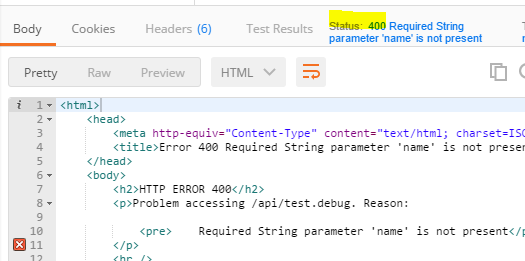 Body Cookies Headers (6) Test Results Status: 400 Required String
parameter 'name' is not present
Pretty Raw Preview HTML
i 1 <html>
2 <head>
3 <meta http-equiv="Content-Type" content="text/html; charset=ISO
4 <title>Error 400 Required String parameter 'name' is not presen
5 </head>
6 <body>
7 <h2>HTTP ERROR 400</h2>
8 <p>Problem accessing /api/test.debug. Reason:
9
10 <pre> Required String parameter 'name' is not present</p
11 </p>
12 <hr />